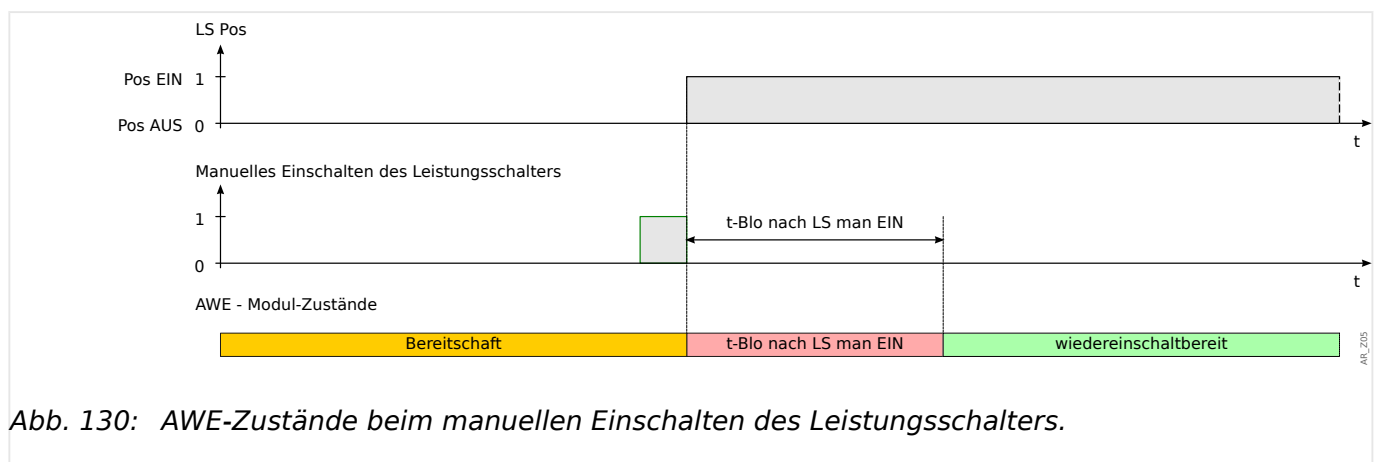 LS Pos
Pos EIN 1
Pos AUS 0
t
Manuelles Einschalten des Leistungsschalters
1
t-Blo nach LS man EIN
0
t
AWE - Modul-Zustände
Bereitschaft t-Blo nach LS man EIN wiedereinschaltbereit
AR_Z05
Abb. 130: AWE-Zustände beim manuellen Einschalten des Leistungsschalters.